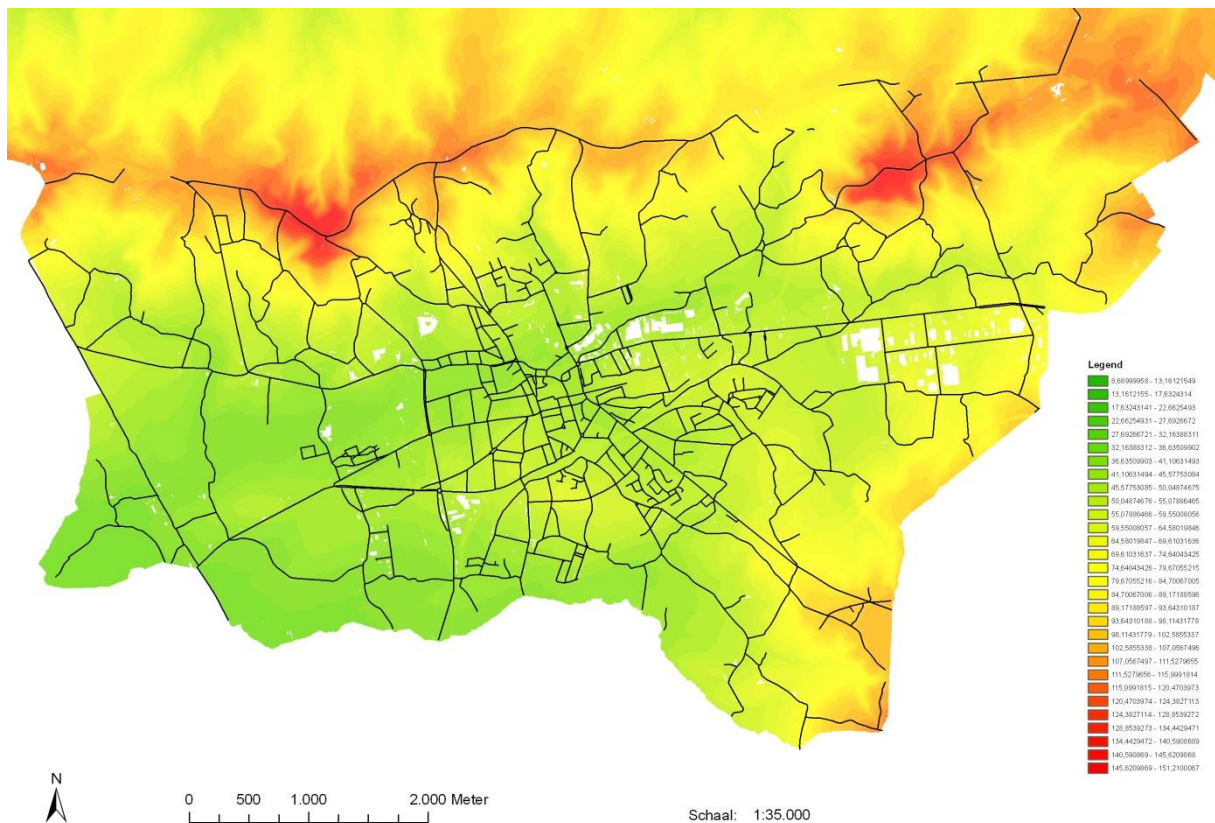 Legend
8,68999958 - 13,16121549
13,1612155 - 17,6324314
17,63243141 - 22,6625493
22,66254931 - 27,6926672
27,69266721 - 32,16388311
32,16388312 - 36,63509902
36,63509903 - 41,10631493
41,10631494 - 45,57753084
45,57753085 - 50,04874675
50,04874676 - 55,07886465
55,07886466 - 59,55008056
59,55008057 - 64,58019846
64,58019847 - 69,61031636
69,61031637 - 74,64043425
74,64043426 - 79,67055215
79,67055216 - 84,70067005
84,70067006 - 89,17188596
89,17188597 - 93,64310187
93,64310188 - 98,11431778
98,11431779 - 102,5855337
102,5855338 - 107,0567496
107,0567497 - 111,5279655
111,5279656 - 115,9991814
115,9991815 - 120,4703973
120,4703974 - 124,3827113
124,3827114 - 128,8539272
128,8539273 - 134,4429471
134,4429472 - 140,5908689
140,590869 - 145,6209868
145,6209869 - 151,2100067
N
0 500 1.000 2.000 Meter
Schaal: 1:35.000